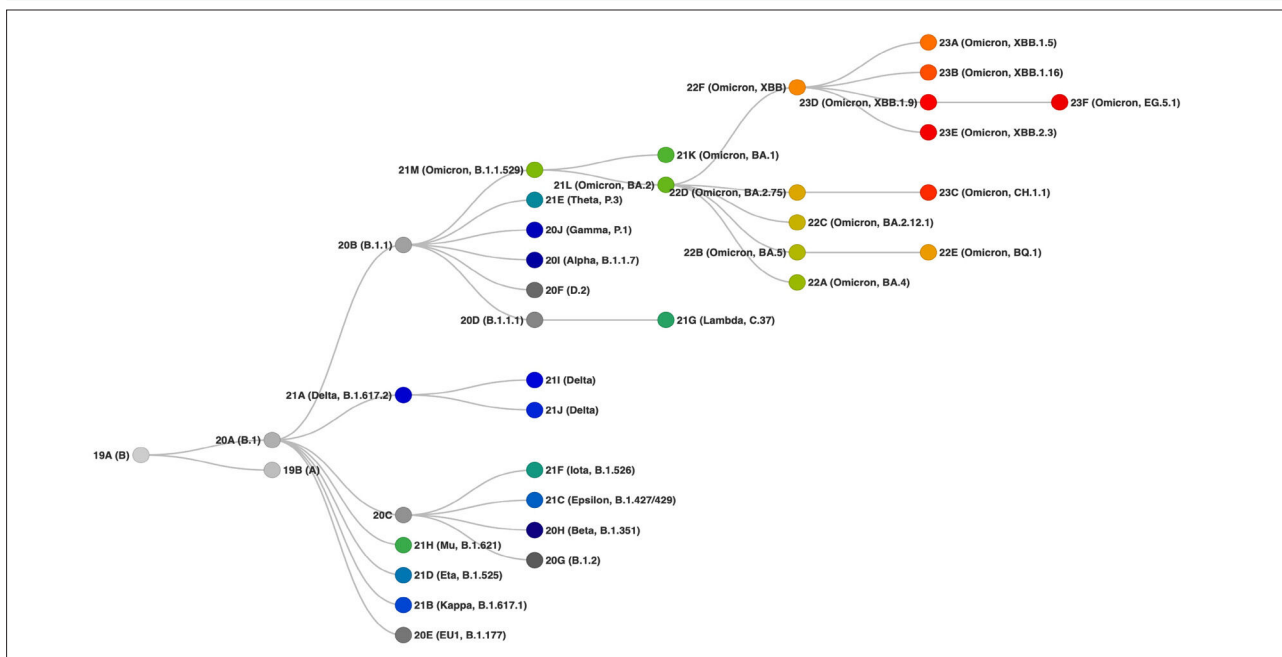 23A (Omicron, XBB.1.5)
23B (Omicron, XBB.1.16)
22F (Omicron, XBB)
23D (Omicron, XBB.1.9)
23F (Omicron, EG.5.1)
23E (Omicron, XBB.2.3)
21K (Omicron, BA.1)
21M (Omicron, B.1.1.529)
21L (Omicron, BA.2)
22D (Omicron, BA.2.75)
23C (Omicron, CH.1.1)
21E (Theta, P.3)
22C (Omicron, BA.2.12.1)
20J (Gamma, P.1)
20B (B.1.1)
22B (Omicron, BA.5)
22E (Omicron, BQ.1)
20I (Alpha, B.1.1.7)
22A (Omicron, BA.4)
20F (D.2)
20D (B.1.1.1)
21G (Lambda, C.37)
21I (Delta)
21A (Delta, B.1.617.2)
21J (Delta)
20A (B.1)
19A (B)
19B (A)
21F (Iota, B.1.526)
21C (Epsilon, B.1.427/429)
20C
20H (Beta, B.1.351)
21H (Mu, B.1.621)
20G (B.1.2)
21D (Eta, B.1.525)
21B (Kappa, B.1.617.1)
20E (EU1, B.1.177)